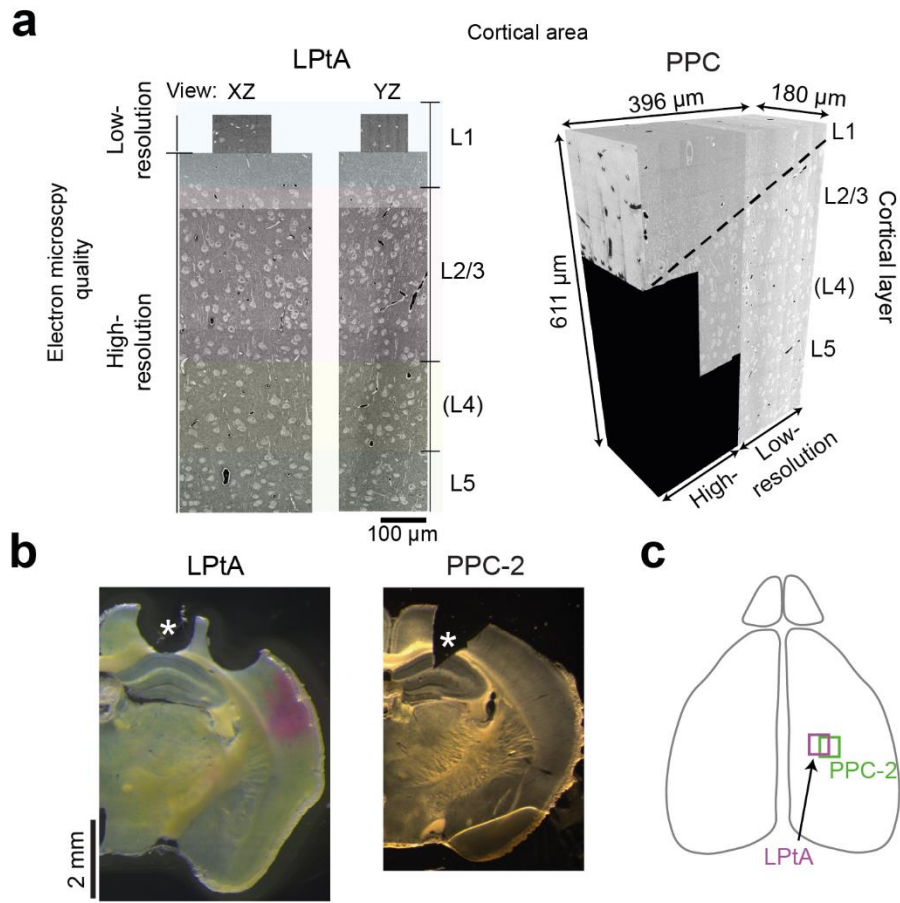 a
Cortical area
LPtA
PPC
View: XZ
YZ
Low-
resolution
High-
resolution
Electron microscpy
quality
L1
L2/3
(L4)
L5
100 µm
396 µm
180 µm
611 µm
L1
L2/3
(L4)
L5
Cortical layer
High-
Low-
resolution
b
LPtA
PPC-2
*
*
2 mm
c
PPC-2
LPtA